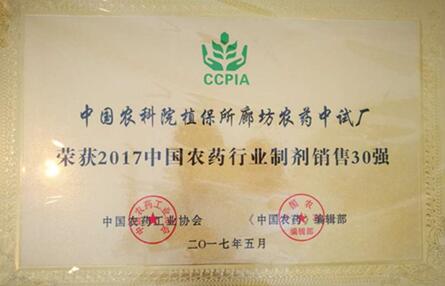 CCPIA
中国农科院植保所廊坊农药中试厂
荣获2017中国农药行业制剂销售30强
中国农药工业协会 《中国农药》编辑部
二〇一七年五月